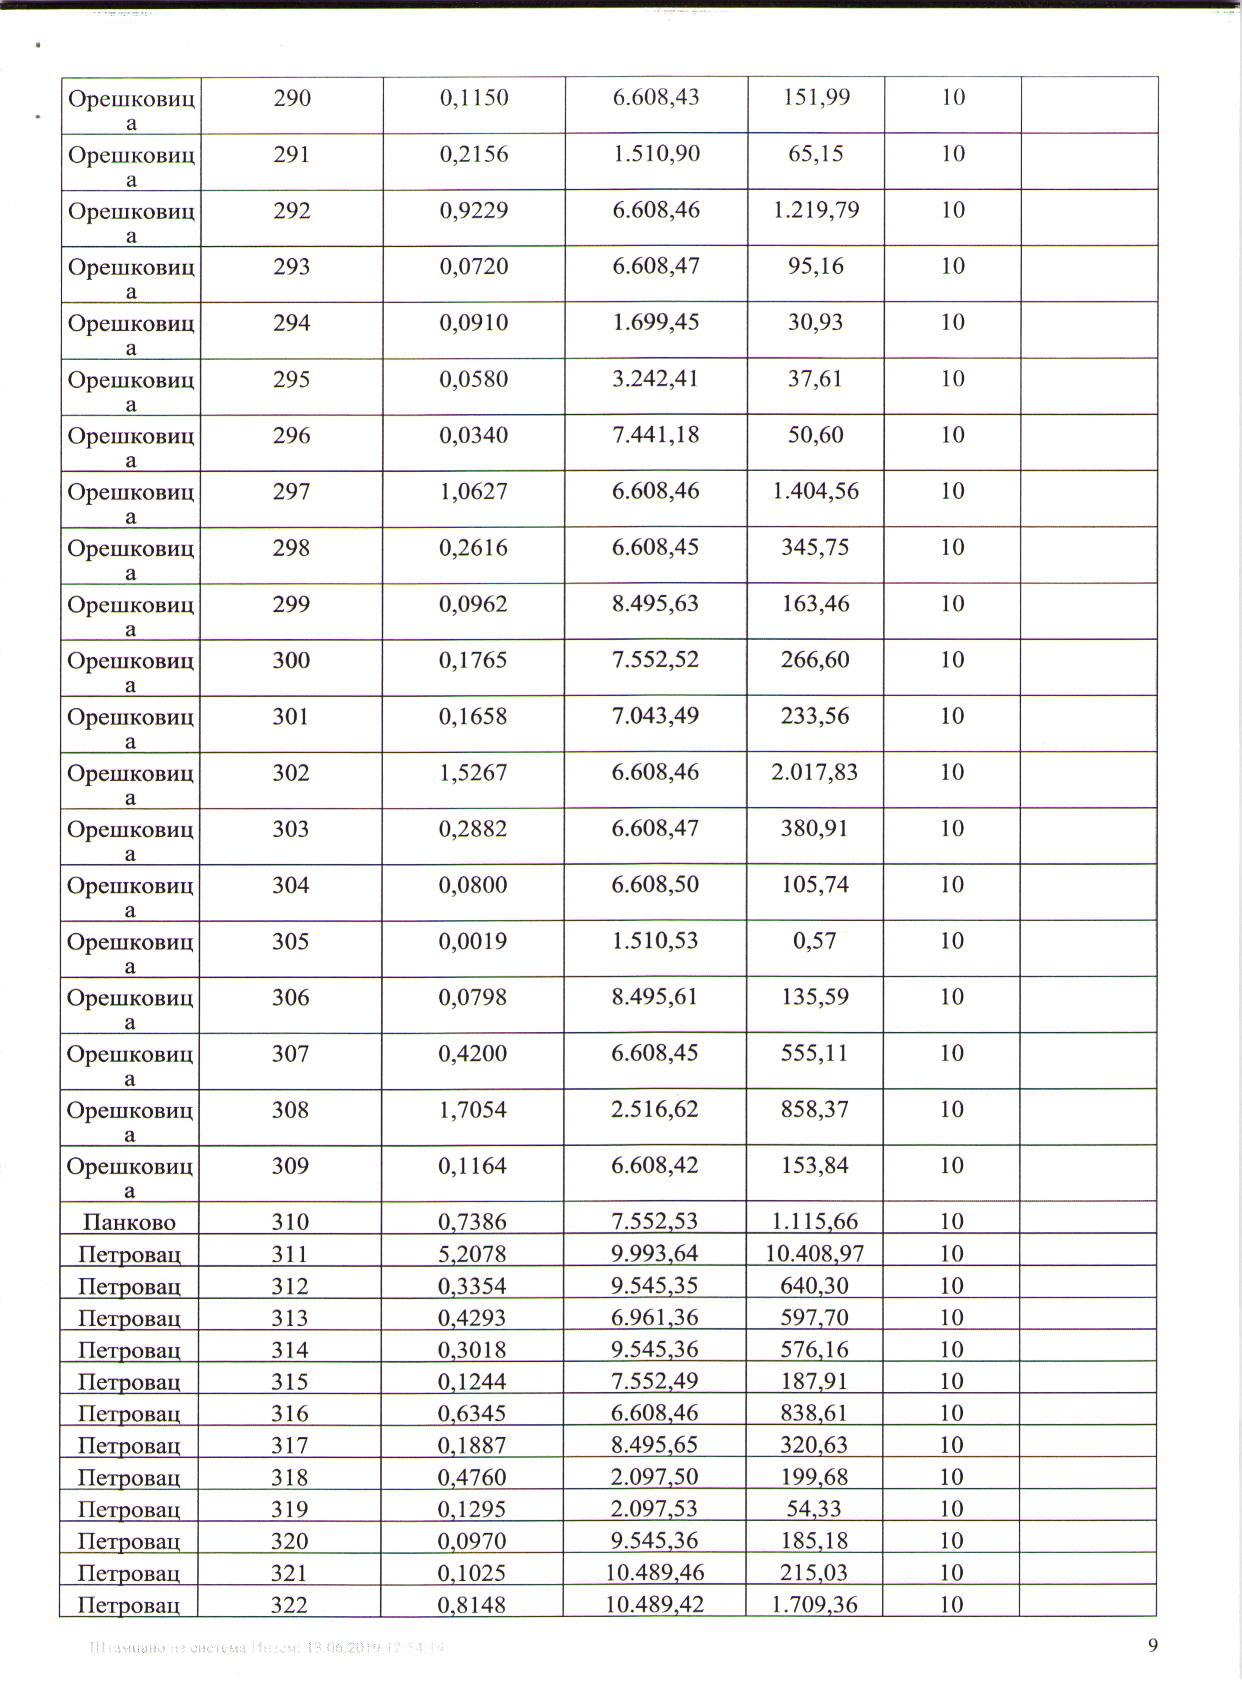 Орешковиц 290 0,1150 6.608,43 151,99 10
а
Орешковиц 291 0,2156 1.510,90 65,15 10
а
Орешковиц 292 0,9229 6.608,46 1.219,79 10
а
Орешковиц 293 0,0720 6.608,47 95,16 10
а
Орешковиц 294 0,0910 1.699,45 30,93 10
а
Орешковиц 295 0,0580 3.242,41 37,61 10
а
Орешковиц 296 0,0340 7.441,18 50,60 10
а
Орешковиц 297 1,0627 6.608,46 1.404,56 10
а
Орешковиц 298 0,2616 6.608,45 345,75 10
а
Орешковиц 299 0,0962 8.495,63 163,46 10
а
Орешковиц 300 0,1765 7.552,52 266,60 10
а
Орешковиц 301 0,1658 7.043,49 233,56 10
а
Орешковиц 302 1,5267 6.608,46 2.017,83 10
а
Орешковиц 303 0,2882 6.608,47 380,91 10
а
Орешковиц 304 0,0800 6.608,50 105,74 10
а
Орешковиц 305 0,0019 1.510,53 0,57 10
а
Орешковиц 306 0,0798 8.495,61 135,59 10
а
Орешковиц 307 0,4200 6.608,45 555,11 10
а
Орешковиц 308 1,7054 2.516,62 858,37 10
а
Орешковиц 309 0,1164 6.608,42 153,84 10
а
Панково 310 0,7386 7.552,53 1.115,66 10
Петровац 311 5,2078 9.993,64 10.408,97 10
Петровац 312 0,3354 9.545,35 640,30 10
Петровац 313 0,4293 6.961,36 597,70 10
Петровац 314 0,3018 9.545,36 576,16 10
Петровац 315 0,1244 7.552,49 187,91 10
Петровац 316 0,6345 6.608,46 838,61 10
Петровац 317 0,1887 8.495,65 320,63 10
Петровац 318 0,4760 2.097,50 199,68 10
Петровац 319 0,1295 2.097,53 54,33 10
Петровац 320 0,0970 9.545,36 185,18 10
Петровац 321 0,1025 10.489,46 215,03 10
Петровац 322 0,8148 10.489,42 1.709,36 10
Штампано из система 13.06.2019 9